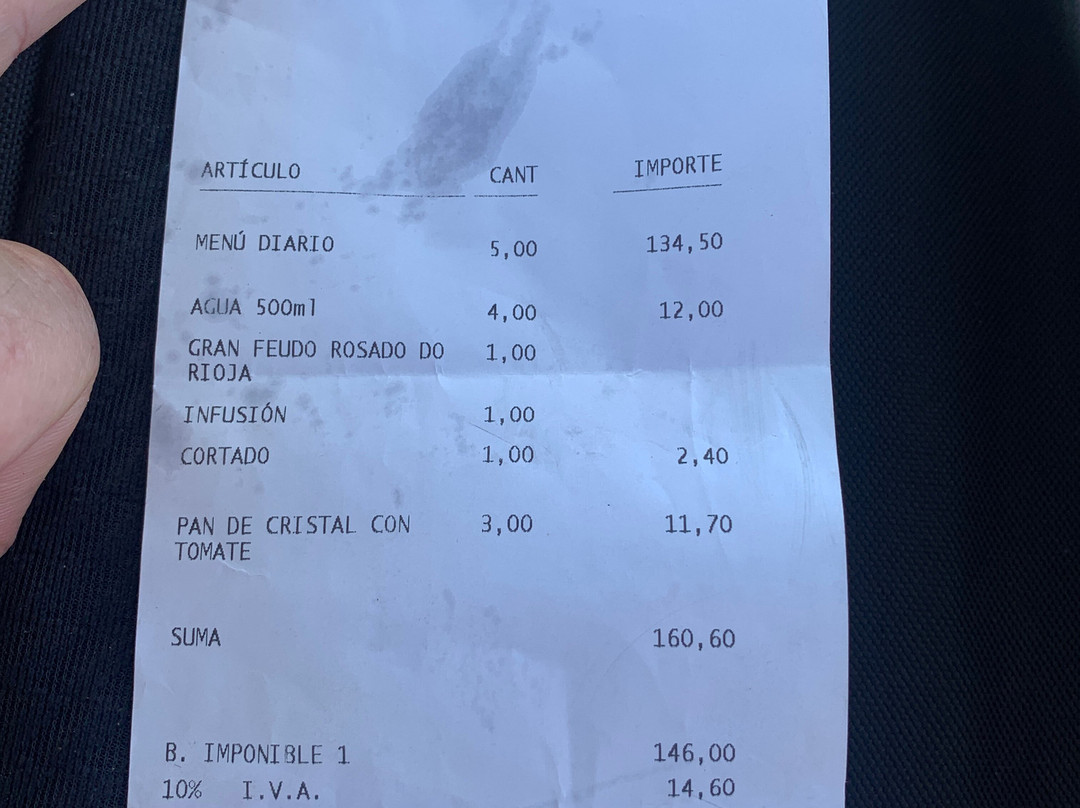 ARTÍCULO CANT IMPORTE
MENÚ DIARIO 5,00 134,50
AGUA 500ml 4,00 12,00
GRAN FEUDO ROSADO DO 1,00
RIOJA
INFUSIÓN 1,00
CORTADO 1,00 2,40
PAN DE CRISTAL CON 3,00 11,70
TOMATE
SUMA 160,60
B. IMPONIBLE 1 146,00
10% I.V.A. 14,60